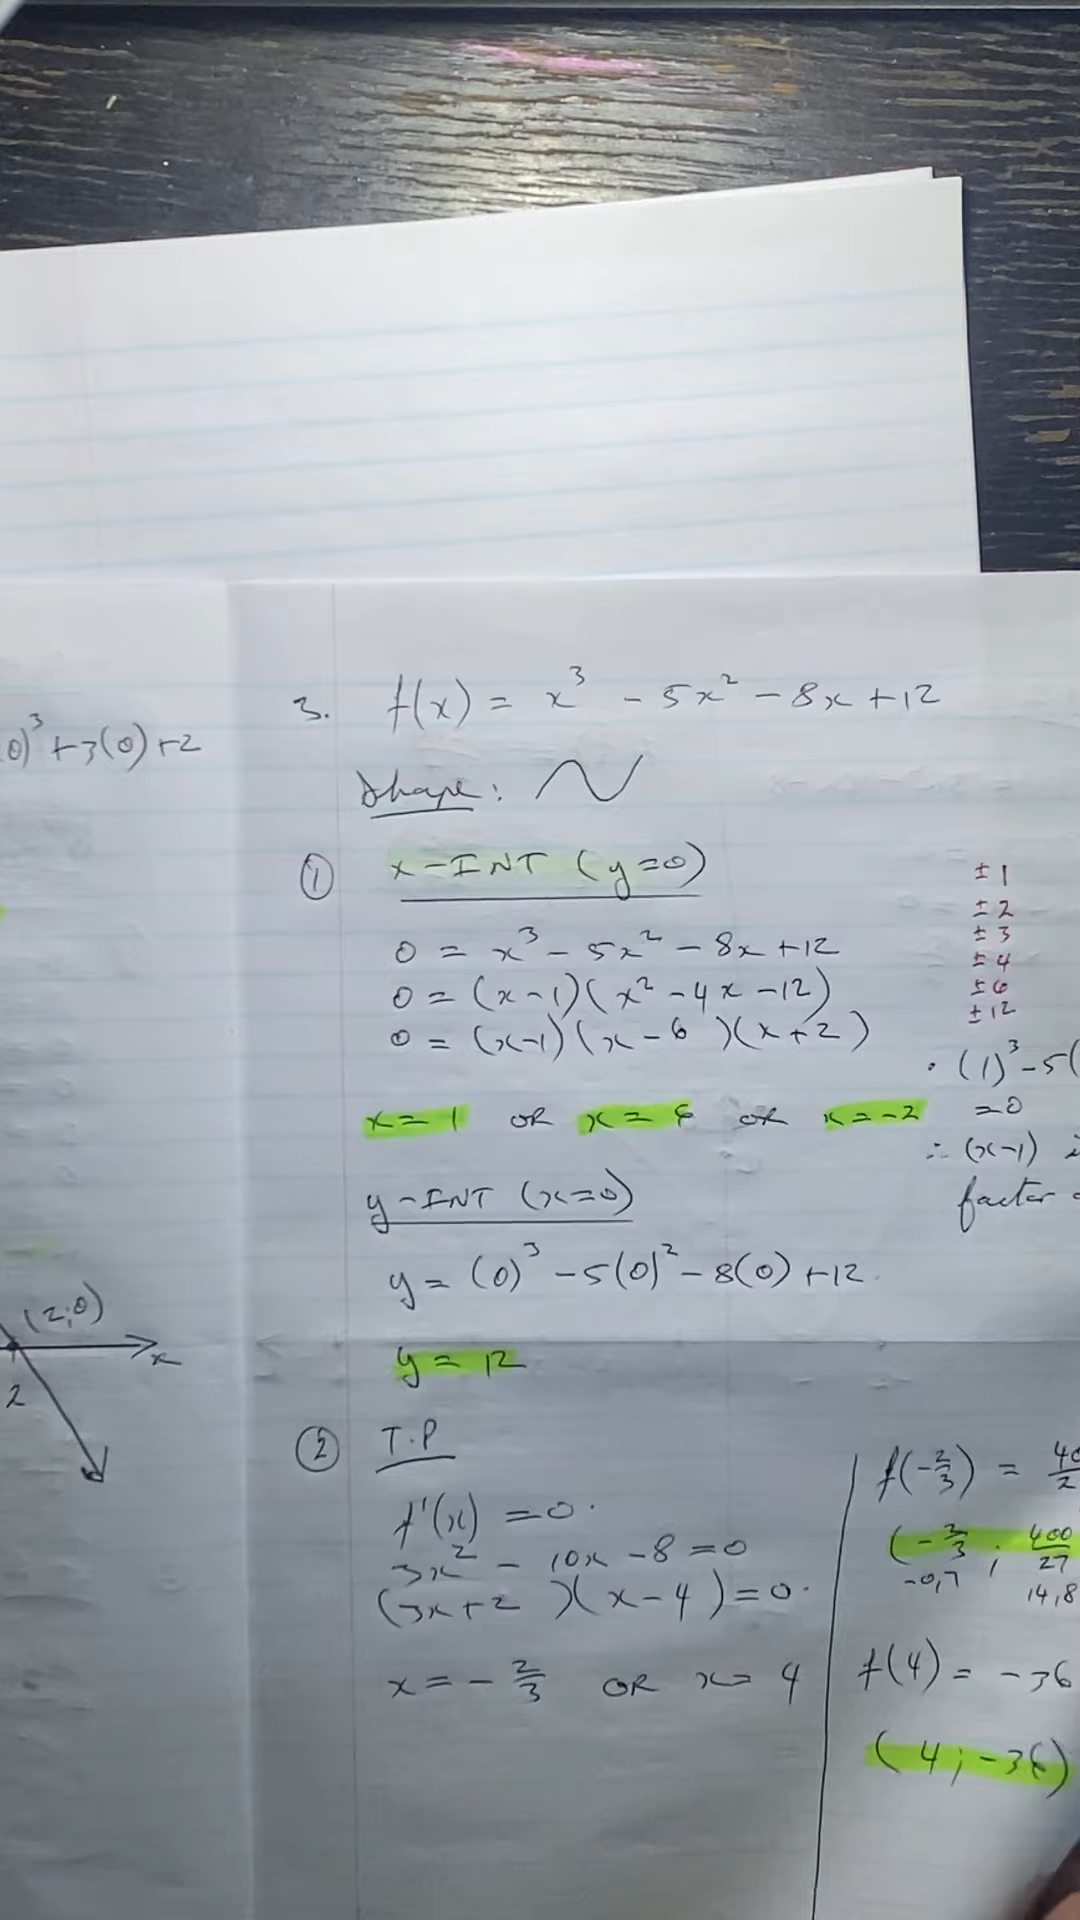 0)³ + 3(0) + 2
(2;0)
x
2
3. f(x) = x³ - 5x² - 8x + 12
Shape:
① x-INT (y=0)
0 = x³ - 5x² - 8x + 12
0 = (x-1)(x² - 4x - 12)
0 = (x-1)(x-6)(x+2)
x = 1 OR x = 6 OR x = -2
± 1
± 2
± 3
± 4
± 6
± 12
• (1)³ - 5(
= 0
∴ (x-1)
factor
y-INT (x=0)
y = (0)³ - 5(0)² - 8(0) + 12.
y = 12
② T.P
f'(x) = 0.
3x² - 10x - 8 = 0
(3x+2)(x-4) = 0.
x = -2/3 OR x = 4
f(-2/3) =
(-2/3 ; 400/27
-0,7 14,8
f(4) = -36
(4;-36)